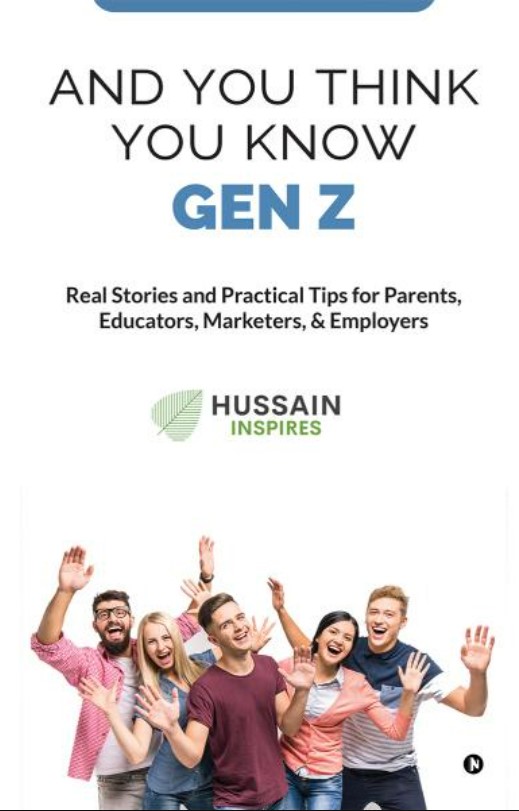 AND YOU THINK
YOU KNOW
GEN Z
Real Stories and Practical Tips for Parents,
Educators, Marketers, & Employers
HUSSAIN
INSPIRES
N